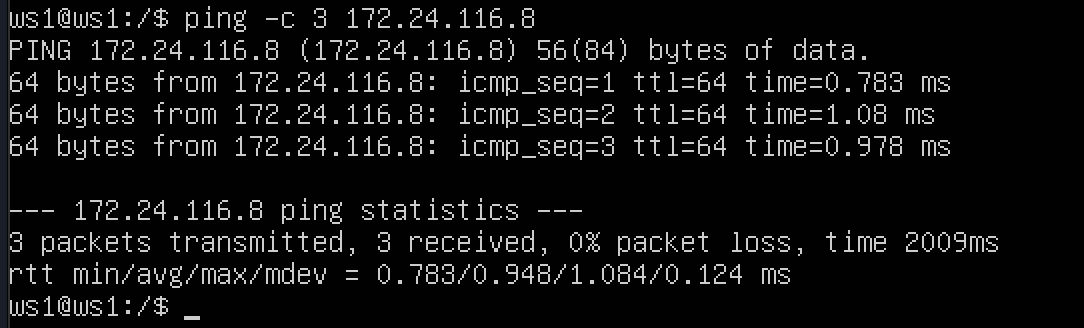 ws1@ws1:/$ ping -c 3 172.24.116.8
PING 172.24.116.8 (172.24.116.8) 56(84) bytes of data.
64 bytes from 172.24.116.8: icmp_seq=1 ttl=64 time=0.783 ms
64 bytes from 172.24.116.8: icmp_seq=2 ttl=64 time=1.08 ms
64 bytes from 172.24.116.8: icmp_seq=3 ttl=64 time=0.978 ms
--- 172.24.116.8 ping statistics ---
3 packets transmitted, 3 received, 0% packet loss, time 2009ms
rtt min/avg/max/mdev = 0.783/0.948/1.084/0.124 ms
ws1@ws1:/$ _